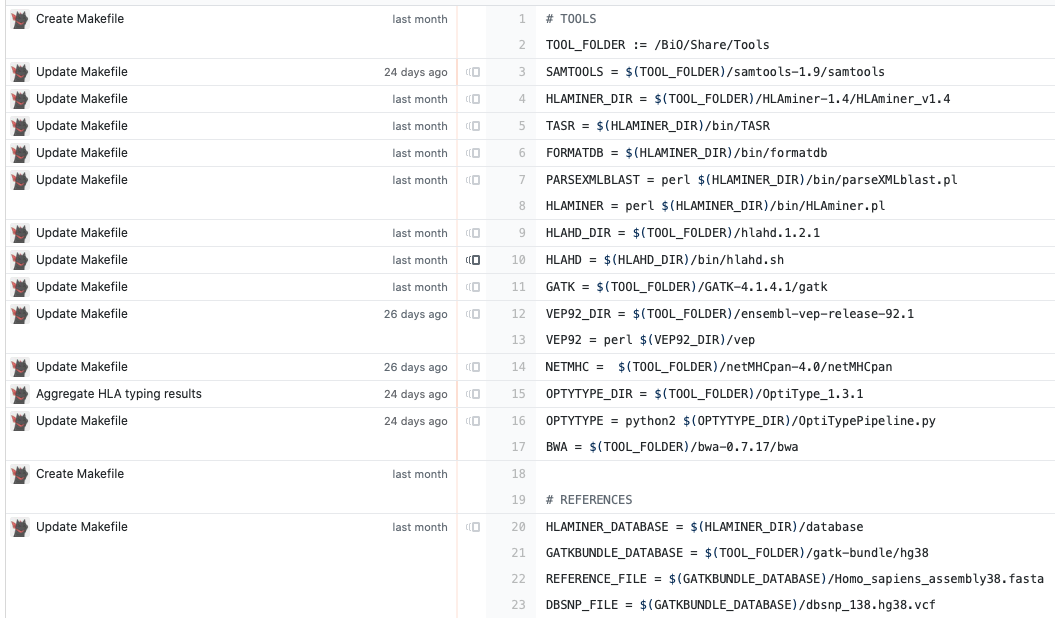 Create Makefile last month 1 # TOOLS
2 TOOL_FOLDER := /BiO/Share/Tools
Update Makefile 24 days ago 3 SAMTOOLS = $(TOOL_FOLDER)/samtools-1.9/samtools
Update Makefile last month 4 HLAMINER_DIR = $(TOOL_FOLDER)/HLAminer-1.4/HLAminer_v1.4
Update Makefile last month 5 TASR = $(HLAMINER_DIR)/bin/TASR
Update Makefile last month 6 FORMATDB = $(HLAMINER_DIR)/bin/formatdb
Update Makefile last month 7 PARSEXMLBLAST = perl $(HLAMINER_DIR)/bin/parseXMLblast.pl
8 HLAMINER = perl $(HLAMINER_DIR)/bin/HLAminer.pl
Update Makefile last month 9 HLAHD_DIR = $(TOOL_FOLDER)/hlahd.1.2.1
Update Makefile last month 10 HLAHD = $(HLAHD_DIR)/bin/hlahd.sh
Update Makefile last month 11 GATK = $(TOOL_FOLDER)/GATK-4.1.4.1/gatk
Update Makefile 26 days ago 12 VEP92_DIR = $(TOOL_FOLDER)/ensembl-vep-release-92.1
13 VEP92 = perl $(VEP92_DIR)/vep
Update Makefile 26 days ago 14 NETMHC =  $(TOOL_FOLDER)/netMHCpan-4.0/netMHCpan
Aggregate HLA typing results 24 days ago 15 OPTYTYPE_DIR = $(TOOL_FOLDER)/OptiType_1.3.1
Update Makefile 24 days ago 16 OPTYTYPE = python2 $(OPTYTYPE_DIR)/OptiTypePipeline.py
17 BWA = $(TOOL_FOLDER)/bwa-0.7.17/bwa
Create Makefile last month 18
19 # REFERENCES
Update Makefile last month 20 HLAMINER_DATABASE = $(HLAMINER_DIR)/database
21 GATKBUNDLE_DATABASE = $(TOOL_FOLDER)/gatk-bundle/hg38
22 REFERENCE_FILE = $(GATKBUNDLE_DATABASE)/Homo_sapiens_assembly38.fasta
23 DBSNP_FILE = $(GATKBUNDLE_DATABASE)/dbsnp_138.hg38.vcf